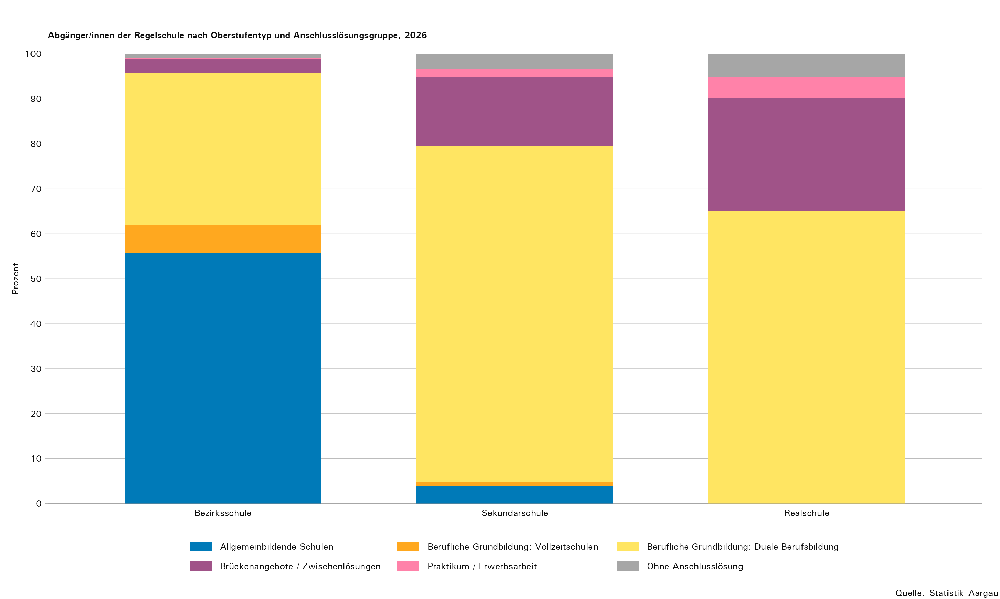 Abgänger/innen der Regelschule nach Oberstufentyp und Anschlusslösungsgruppe, 2026
Prozent
100
90
80
70
60
50
40
30
20
10
0
Bezirksschule Sekundarschule Realschule
Allgemeinbildende Schulen Berufliche Grundbildung: Vollzeitschulen Berufliche Grundbildung: Duale Berufsbildung
Brückenangebote / Zwischenlösungen Praktikum / Erwerbsarbeit Ohne Anschlusslösung
Quelle: Statistik Aargau